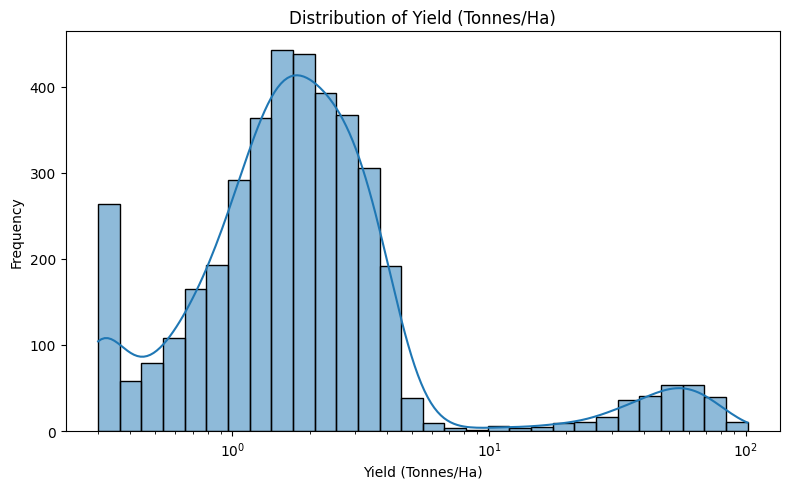 Distribution of Yield (Tonnes/Ha)
Frequency
400
300
200
100
0
10⁰
10¹
10²
Yield (Tonnes/Ha)